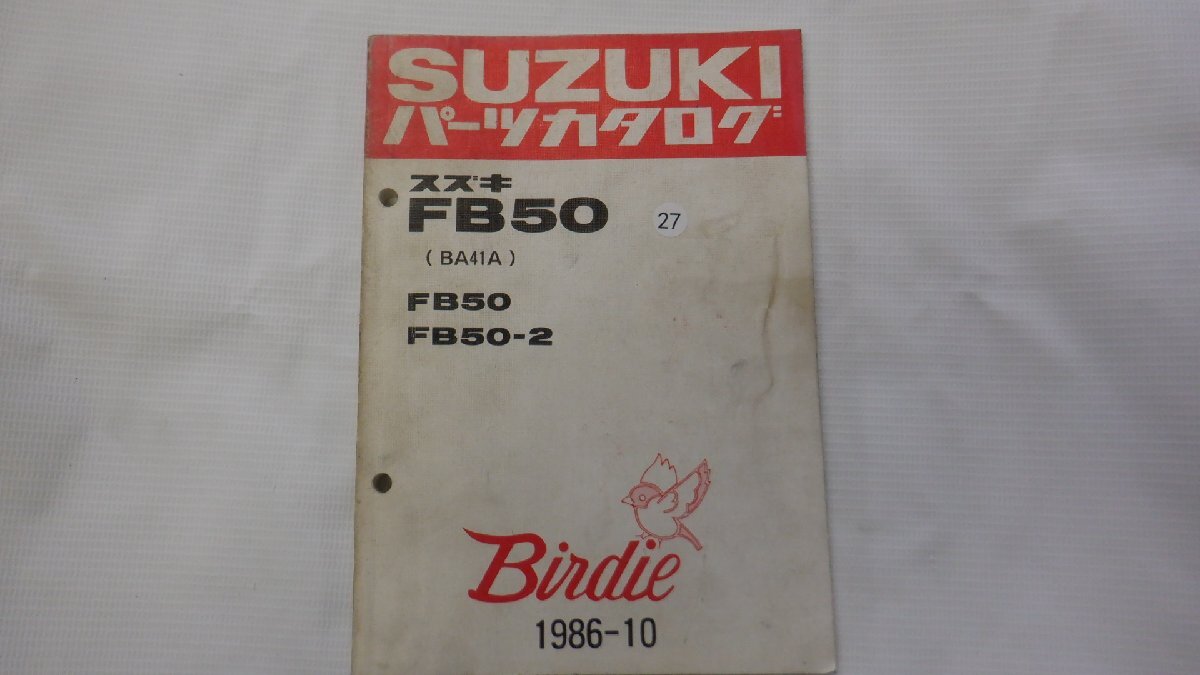 SUZUKI
パーツカタログ
スズキ
FB50
27
(BA41A)
FB50
FB50-2
Birdie
1986-10